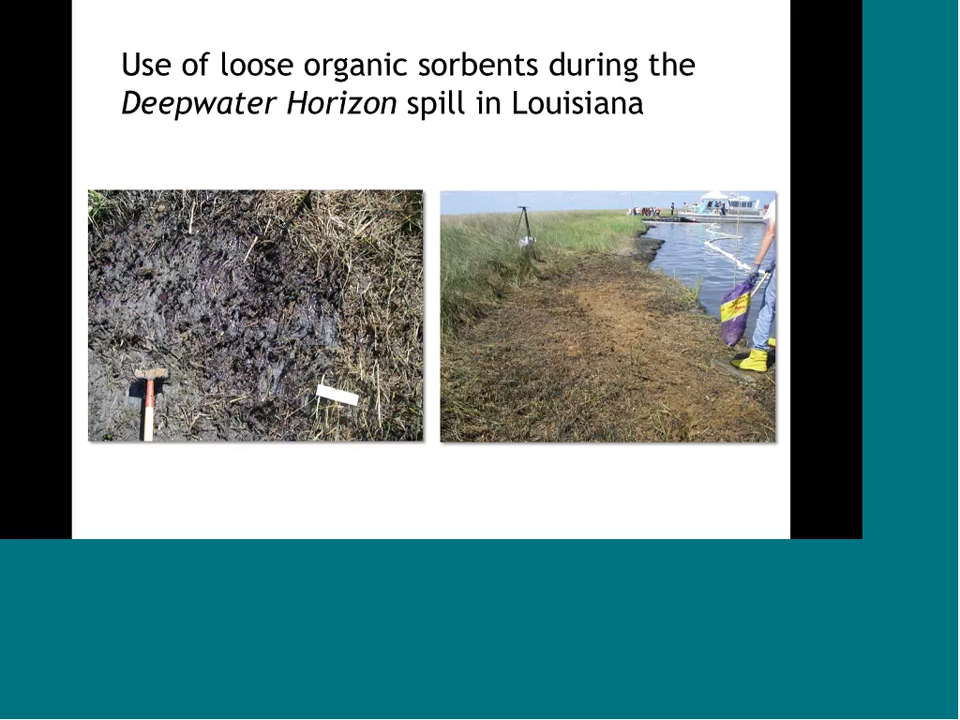 Use of loose organic sorbents during the
Deepwater Horizon spill in Louisiana